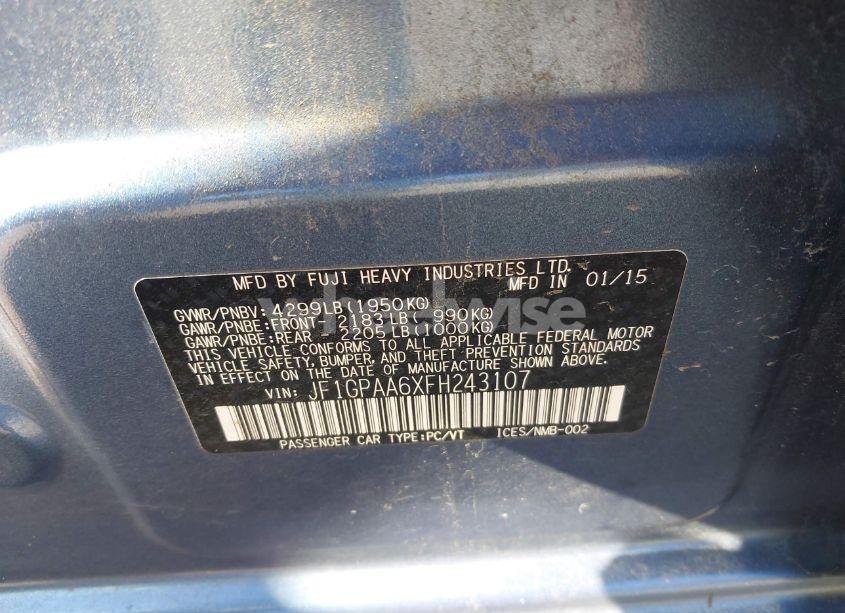 MFD BY FUJI HEAVY INDUSTRIES LTD.
MFD IN 01/15
GVWR/PNBV: 4299LB(1950KG)
GAWR/PNBE:FRONT - 2183LB( 990KG)
GAWR/PNBE:REAR - 2205LB(1000KG)
THIS VEHICLE CONFORMS TO ALL APPLICABLE FEDERAL MOTOR
VEHICLE SAFETY, BUMPER, AND THEFT PREVENTION STANDARDS
IN EFFECT ON THE DATE OF MANUFACTURE SHOWN ABOVE.
VIN: JF1GPAA6XFH243107
PASSENGER CAR TYPE:PC/VT ICES/NMB-002
wheelwise